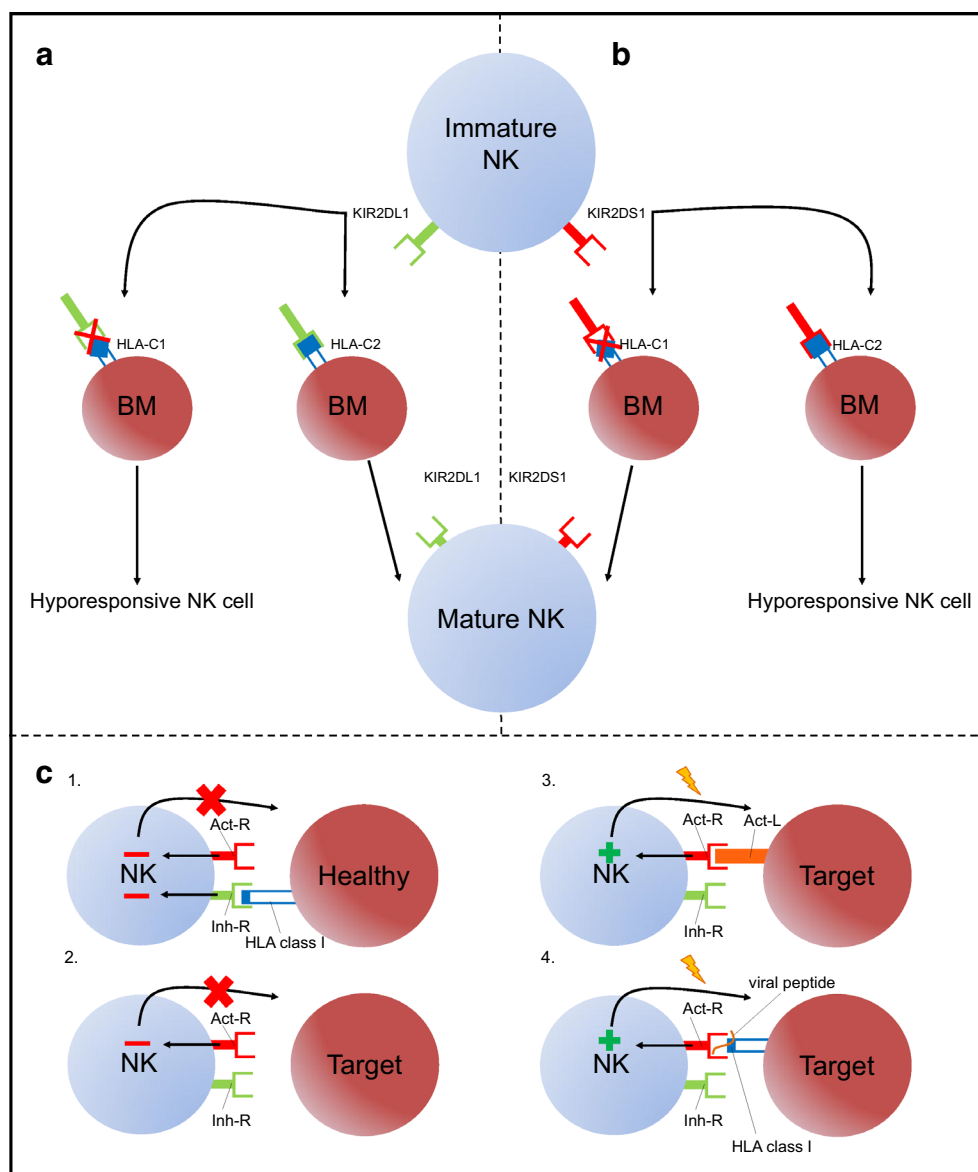 a
b
Immature
NK
KIR2DL1
KIR2DS1
HLA-C1
HLA-C2
HLA-C1
HLA-C2
BM
BM
BM
BM
KIR2DL1
KIR2DS1
Hyporesponsive NK cell
Mature NK
Hyporesponsive NK cell
c
1.
Act-R
NK
Healthy
Inh-R
HLA class I
2.
Act-R
NK
Target
Inh-R
3.
Act-R
Act-L
NK
Target
Inh-R
4.
viral peptide
Act-R
NK
Target
Inh-R
HLA class I